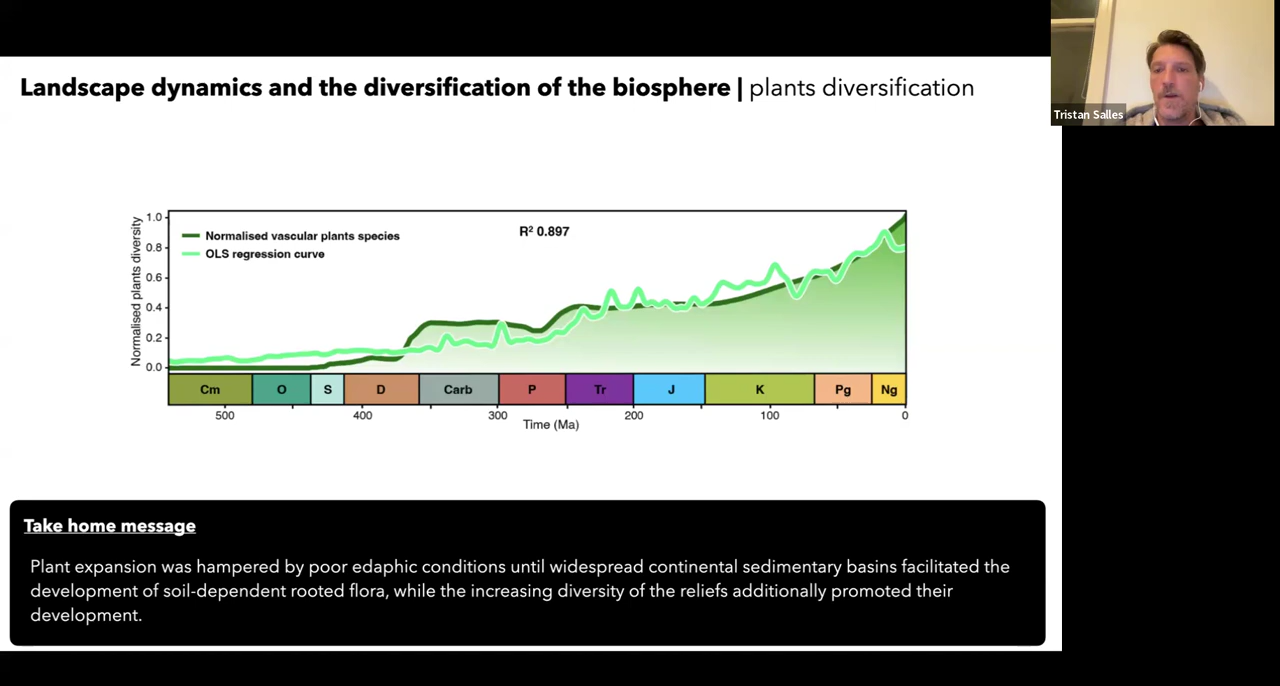 Landscape dynamics and the diversification of the biosphere | plants diversification
Tristan Salles
Normalised plants diversity
1.0
0.8
0.6
0.4
0.2
0.0
Normalised vascular plants species
OLS regression curve
R² 0.897
Cm O S D Carb P Tr J K Pg Ng
500 400 300 200 100 0
Time (Ma)
Take home message
Plant expansion was hampered by poor edaphic conditions until widespread continental sedimentary basins facilitated the
development of soil-dependent rooted flora, while the increasing diversity of the reliefs additionally promoted their
development.